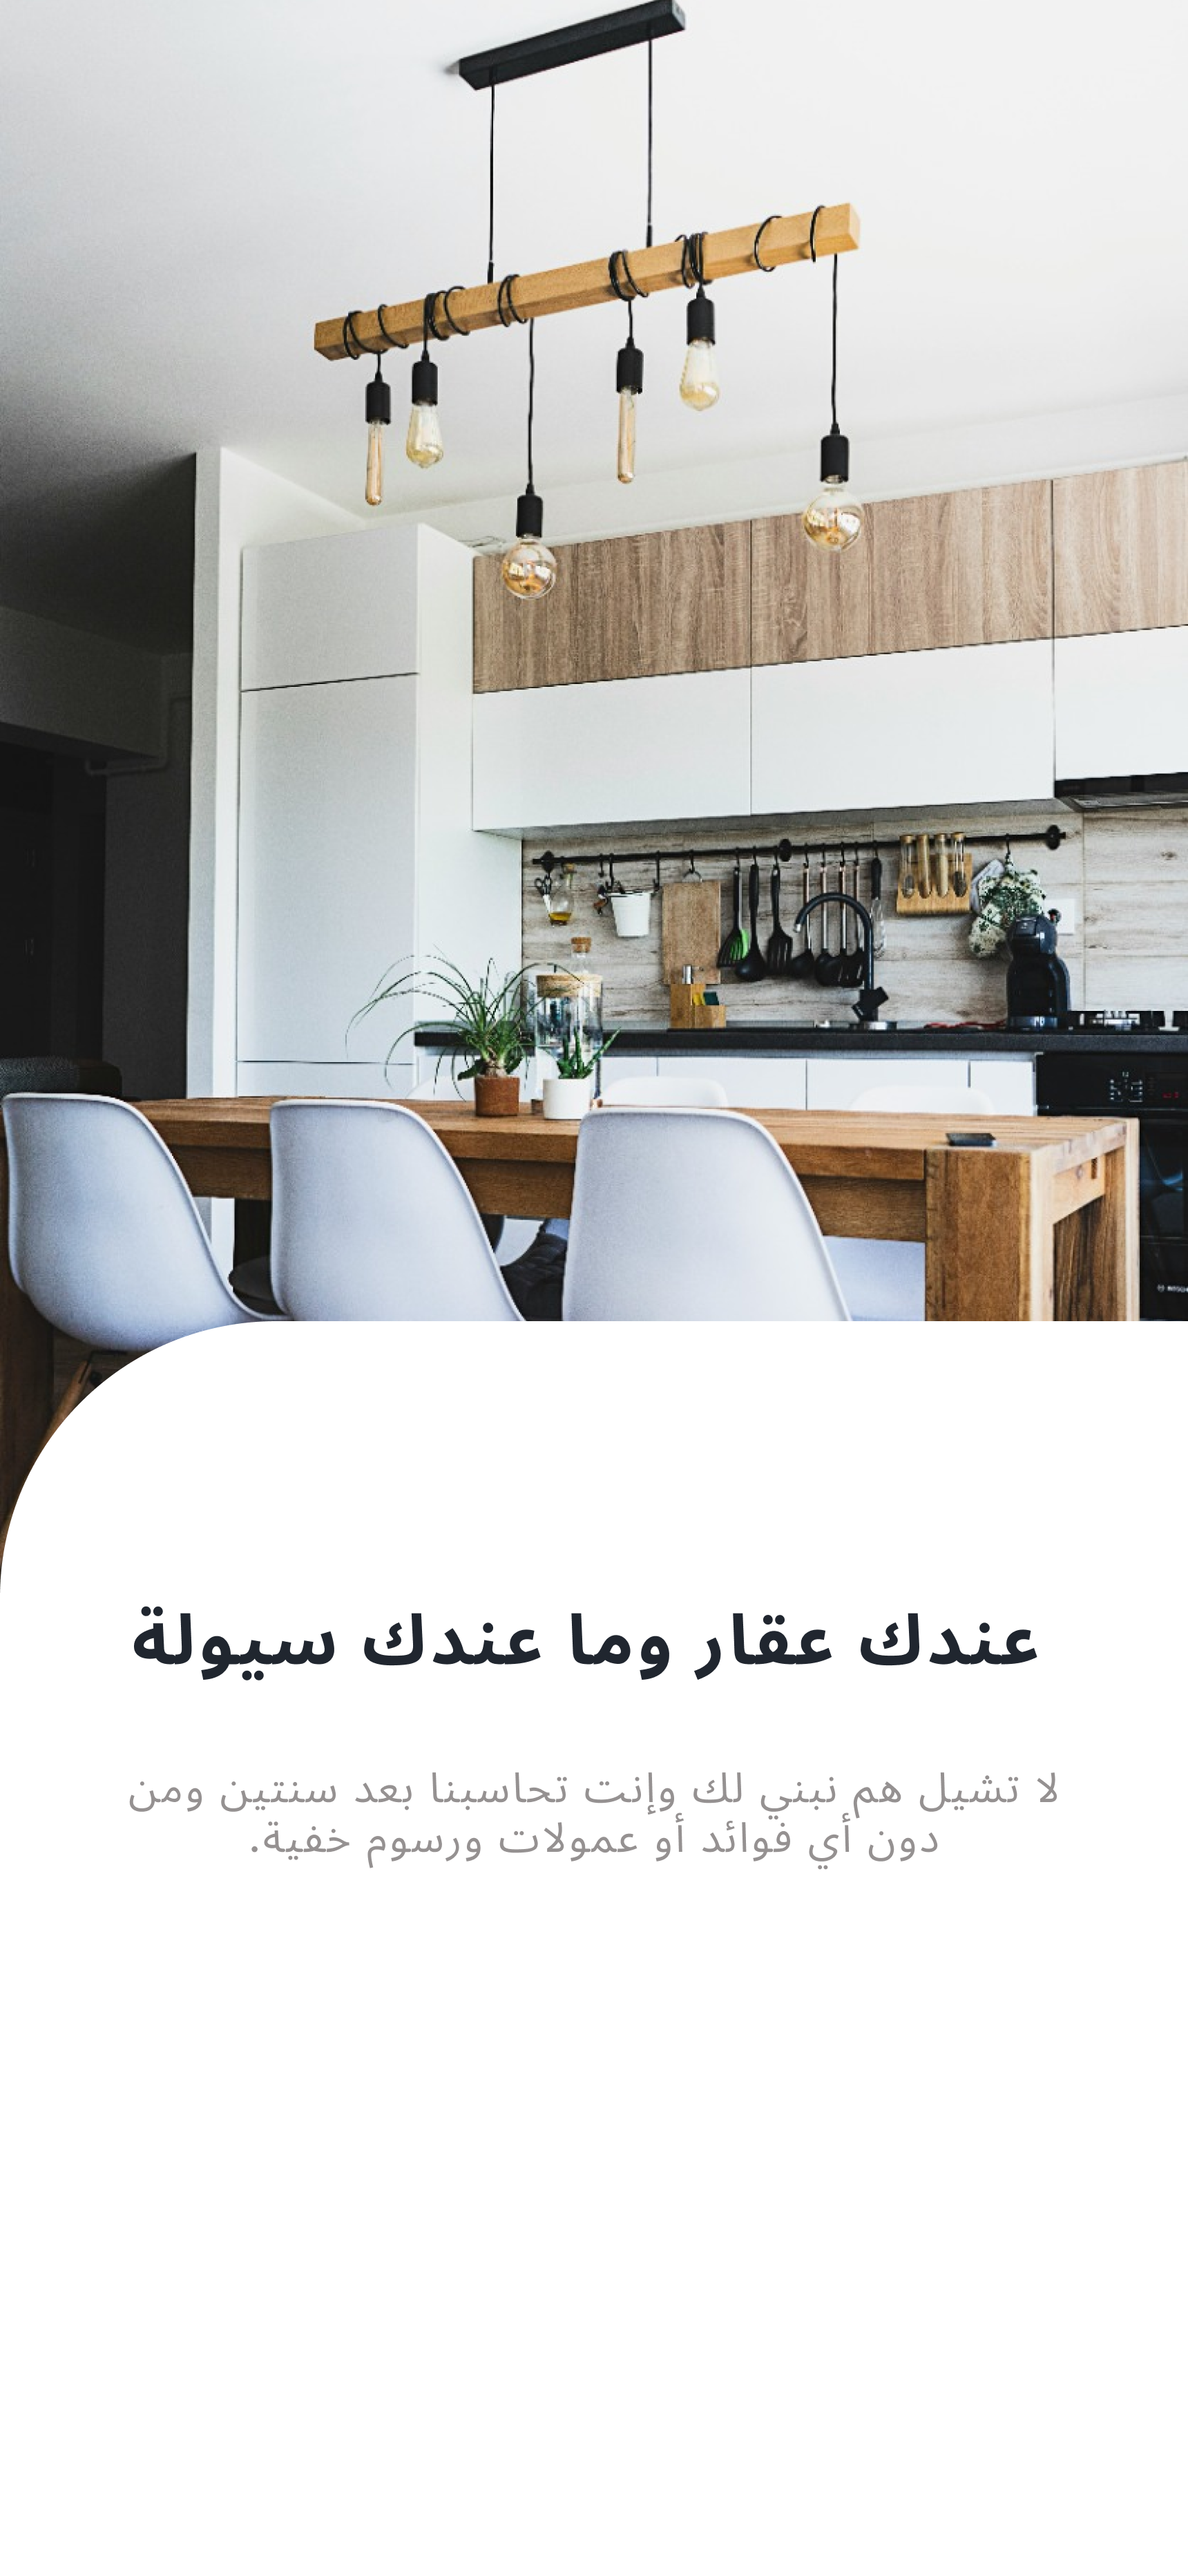 عندك عقار وما عندك سيولة
لا تشيل هم نبني لك وإنت تحاسبنا بعد سنتين ومن
دون أي فوائد أو عمولات ورسوم خفية.